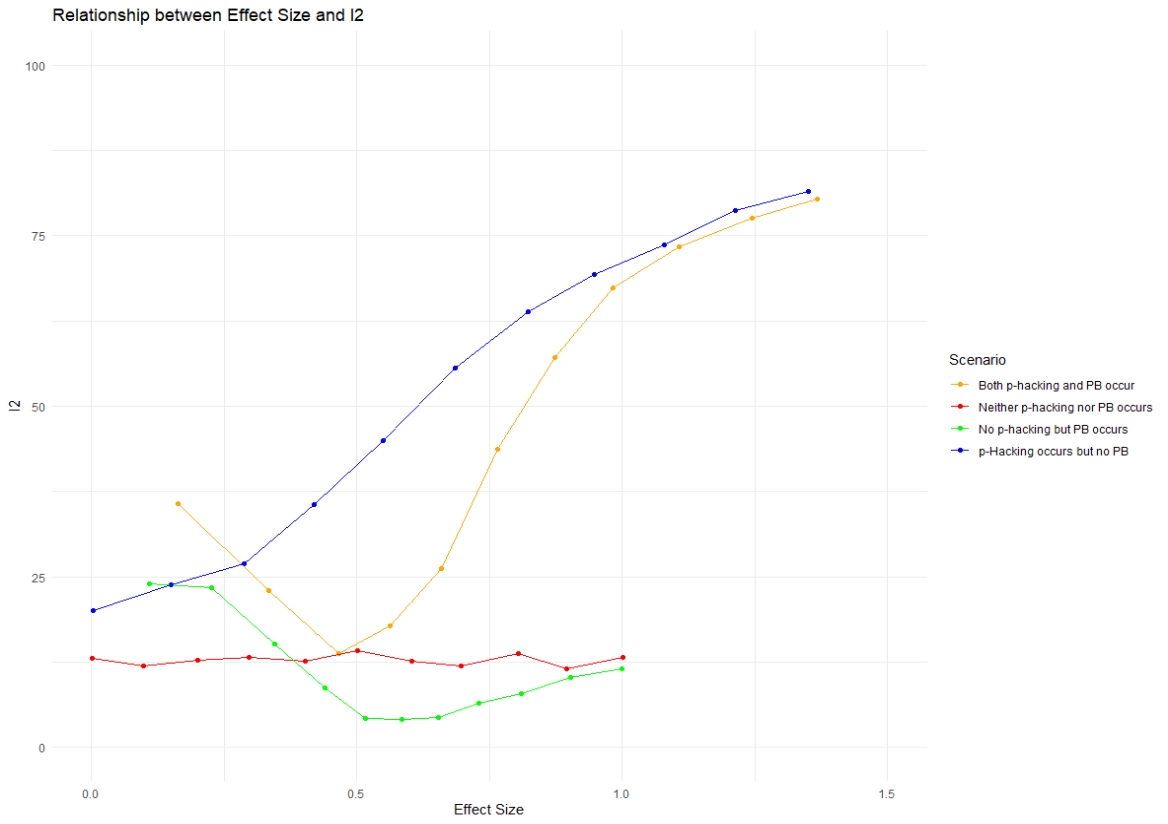 Relationship between Effect Size and I2
100
75
50
25
0
I2
0.0
0.5
1.0
1.5
Effect Size
Scenario
Both p-hacking and PB occur
Neither p-hacking nor PB occurs
No p-hacking but PB occurs
p-Hacking occurs but no PB